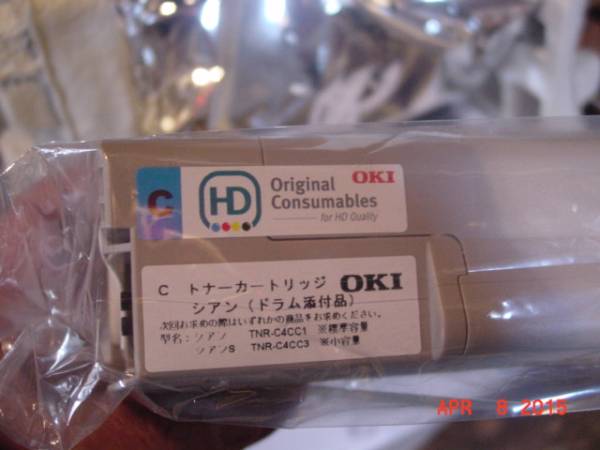 C
HD
Original
Consumables
for HD Quality
OKI
C トナーカートリッジ OKI
シアン（ドラム添付品）
次回お求めの際はいずれかの商品をお求めください。
型名：シアン TNR-C4CC1 ※標準容量
シアンS TNR-C4CC3 ※小容量
APR 8 2015